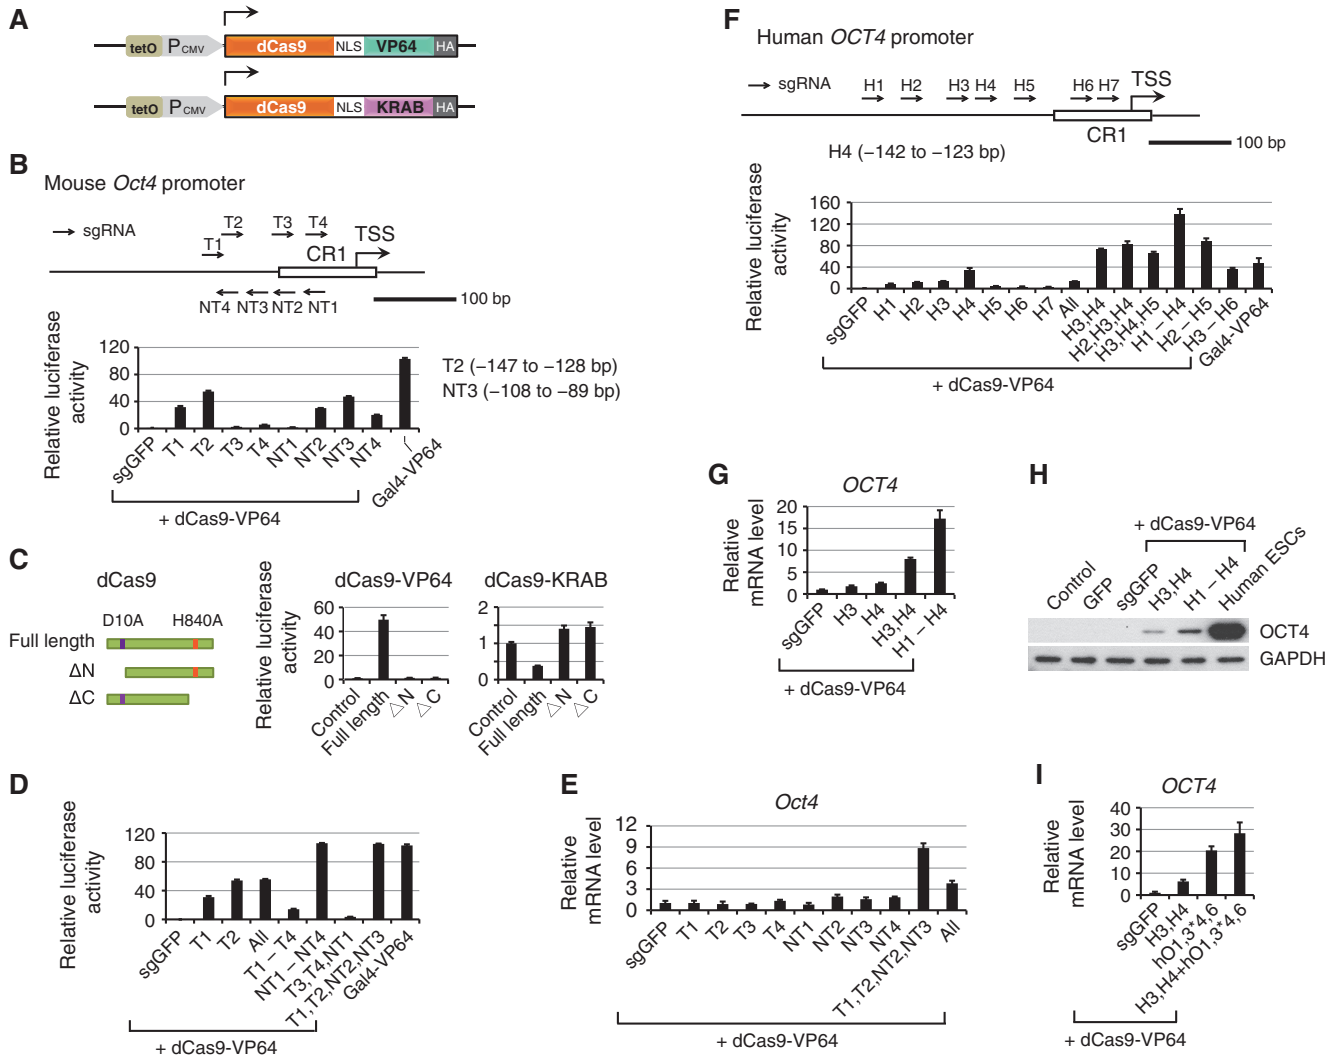 A
tetO PCMV dCas9 NLS VP64 HA
tetO PCMV dCas9 NLS KRAB HA
B
Mouse Oct4 promoter
sgRNA
T1 T2 T3 T4
CR1 TSS
NT4 NT3 NT2 NT1
100 bp
Relative luciferase
activity
120
80
40
0
T2 (−147 to −128 bp)
NT3 (−108 to −89 bp)
sgGFP T1 T2 T3 T4 NT1 NT2 NT3 NT4 Gal4-VP64
+ dCas9-VP64
C
dCas9
D10A H840A
Full length
ΔN
ΔC
Relative luciferase
activity
dCas9-VP64
60
40
20
0
Control Full length △N △C
dCas9-KRAB
2
1
0
Control Full length △N △C
D
Relative luciferase
activity
120
80
40
0
sgGFP T1 T2 All T1 – T4 NT1 – NT4 T3,T4,NT1 T1,T2,NT2,NT3 Gal4-VP64
+ dCas9-VP64
E
Oct4
Relative
mRNA level
12
9
6
3
0
sgGFP T1 T2 T3 T4 NT1 NT2 NT3 NT4 T1,T2,NT2,NT3 All
+ dCas9-VP64
F
Human OCT4 promoter
sgRNA
H1 H2 H3 H4 H5 H6 H7 TSS
CR1
100 bp
H4 (−142 to −123 bp)
Relative luciferase
activity
160
120
80
40
0
sgGFP H1 H2 H3 H4 H5 H6 H7 All H3,H4 H2,H3,H4 H3,H4,H5 H1 – H4 H2 – H5 H3 – H6 Gal4-VP64
+ dCas9-VP64
G
OCT4
Relative
mRNA level
20
15
10
5
0
sgGFP H3 H4 H3,H4 H1 – H4
+ dCas9-VP64
H
+ dCas9-VP64
Control GFP sgGFP H3,H4 H1 – H4 Human ESCs
OCT4
GAPDH
I
OCT4
Relative
mRNA level
40
30
20
10
0
sgGFP H3,H4 hO1,3*4,6 H3,H4+hO1,3*4,6
+ dCas9-VP64